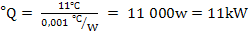 °Q = 11°C / 0,001 °C/W = 11 000w = 11kW